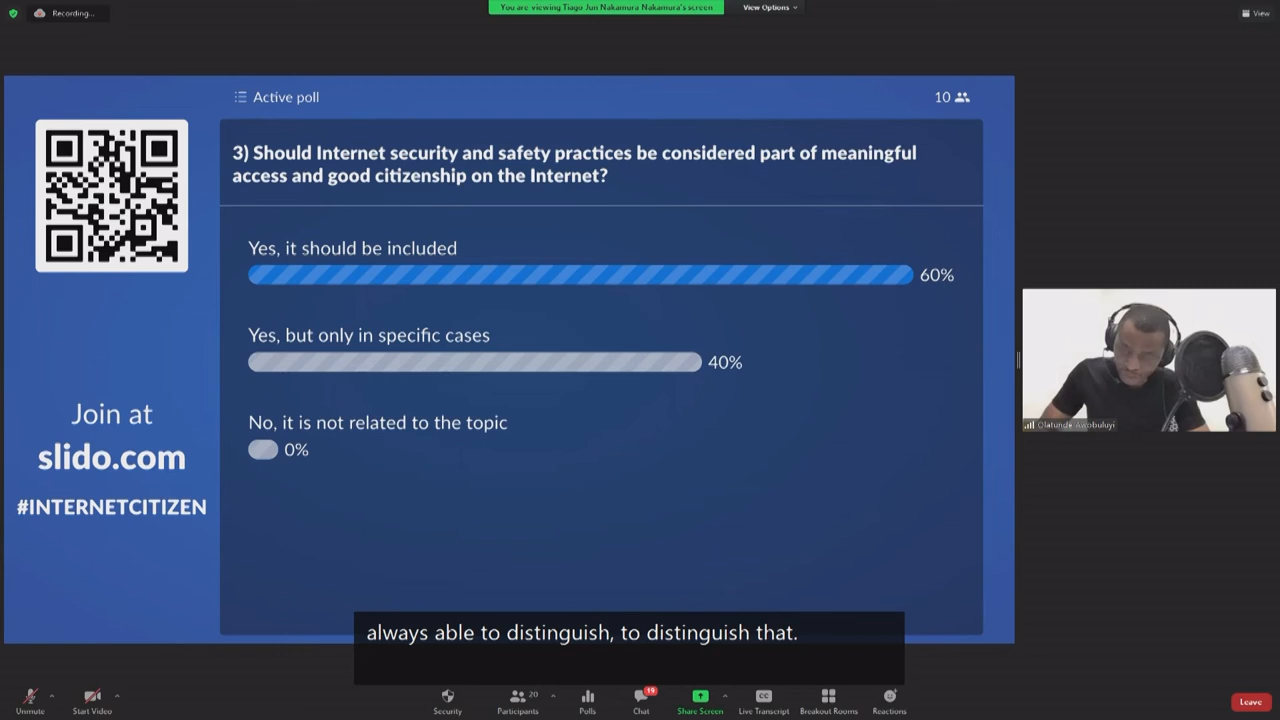 Recording...
You are viewing Tiago Jun Nakamura Nakamura's screen
View Options
View
Active poll
10
3) Should Internet security and safety practices be considered part of meaningful
access and good citizenship on the Internet?
Yes, it should be included
60%
Yes, but only in specific cases
40%
No, it is not related to the topic
0%
Join at
slido.com
#INTERNETCITIZEN
Olatunde Awobuluyi
always able to distinguish, to distinguish that.
Unmute
Start Video
Security
20
Participants
Polls
19
Chat
Share Screen
CC
Live Transcript
Breakout Rooms
Reactions
Leave